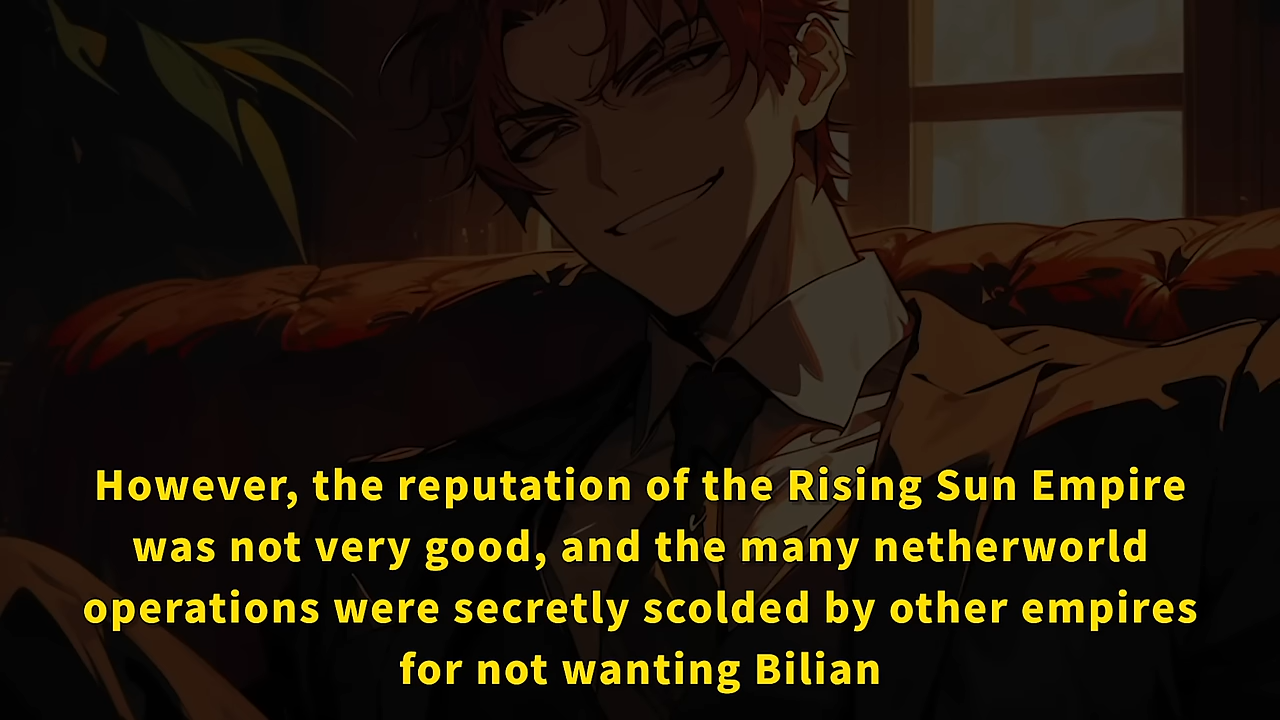 However, the reputation of the Rising Sun Empire
was not very good, and the many netherworld
operations were secretly scolded by other empires
for not wanting Bilian